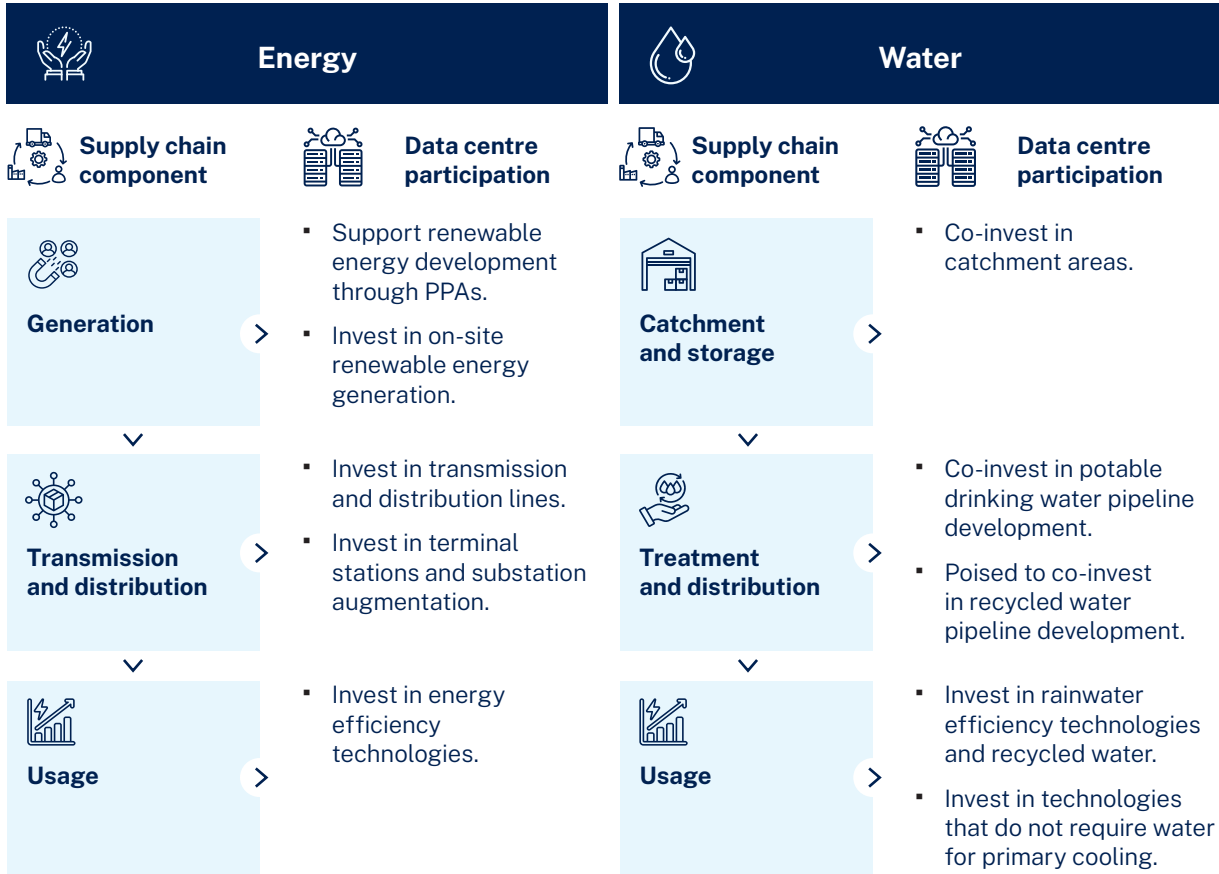 Energy
Supply chain
component
Data centre
participation
Generation
▪ Support renewable
energy development
through PPAs.
▪ Invest in on-site
renewable energy
generation.
Transmission
and distribution
▪ Invest in transmission
and distribution lines.
▪ Invest in terminal
stations and substation
augmentation.
Usage
▪ Invest in energy
efficiency
technologies.
Water
Supply chain
component
Data centre
participation
Catchment
and storage
▪ Co-invest in
catchment areas.
Treatment
and distribution
▪ Co-invest in potable
drinking water pipeline
development.
▪ Poised to co-invest
in recycled water
pipeline development.
Usage
▪ Invest in rainwater
efficiency technologies
and recycled water.
▪ Invest in technologies
that do not require water
for primary cooling.